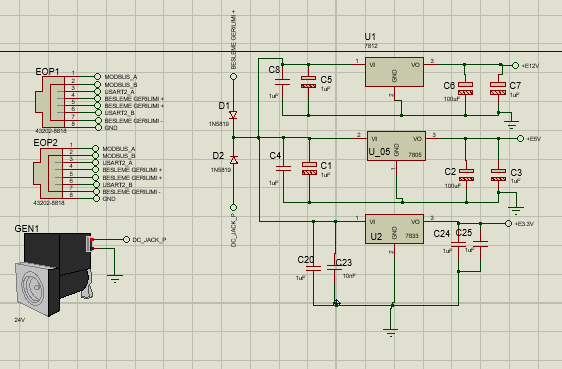 BESLEME GERILIMI +
U1
7812
1
VI
VO
3
GND
2
+E12V
C8
1uF
C5
1uF
C6
100uF
C7
1uF
EOP1
1
2
3
4
5
6
7
8
MODBUS_A
MODBUS_B
USART2_A
BESLEME GERILIMI +
BESLEME GERILIMI +
USART2_B
BESLEME GERILIMI -
GND
43202-8818
D1
1N5819
D2
1N5819
DC_JACK_P
EOP2
1
2
3
4
5
6
7
8
MODBUS_A
MODBUS_B
USART2_A
BESLEME GERILIMI +
BESLEME GERILIMI +
USART2_B
BESLEME GERILIMI -
GND
43202-8818
2
VI
VO
3
GND
1
U_05
7805
+E5V
C4
1uF
C1
1uF
C2
100uF
C3
1uF
1
VI
VO
3
GND
2
U2
7833
+E3.3V
C20
1uF
C23
10nF
C24
1uF
C25
1uF
GEN1
DC_JACK_P
24V